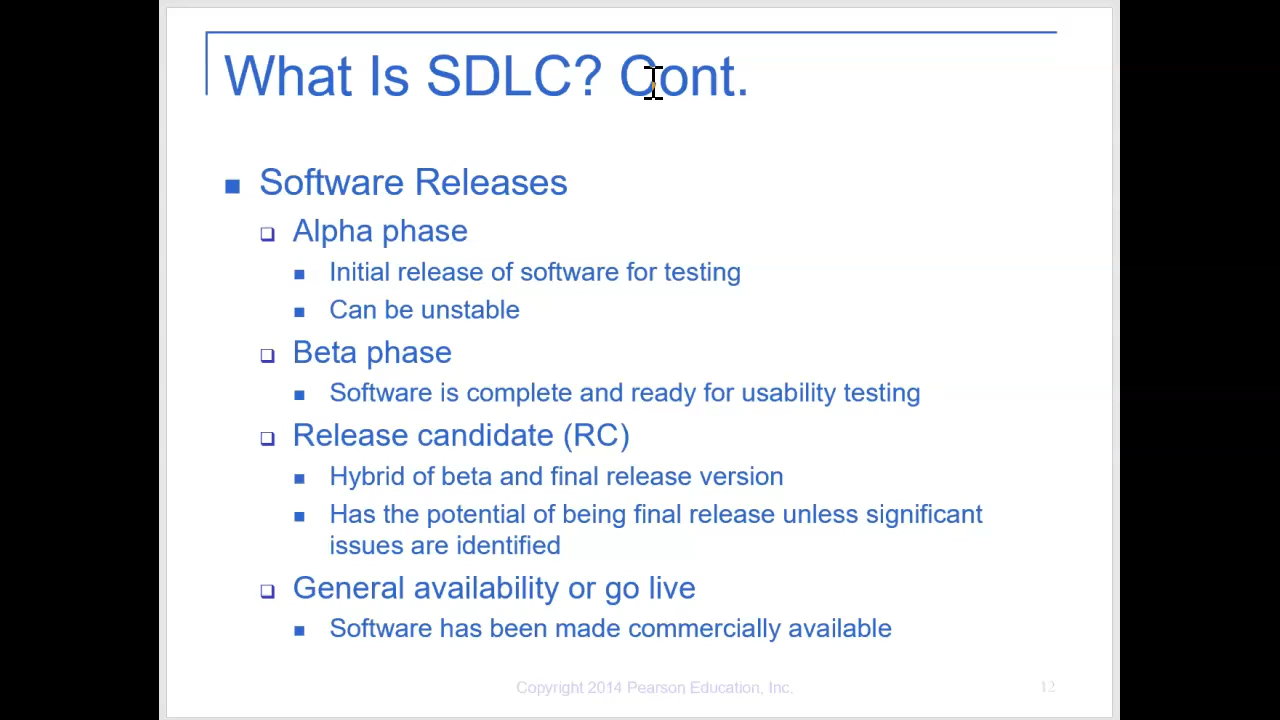 What Is SDLC? Cont.
Software Releases
Alpha phase
Initial release of software for testing
Can be unstable
Beta phase
Software is complete and ready for usability testing
Release candidate (RC)
Hybrid of beta and final release version
Has the potential of being final release unless significant
issues are identified
General availability or go live
Software has been made commercially available
Copyright 2014 Pearson Education, Inc.
12